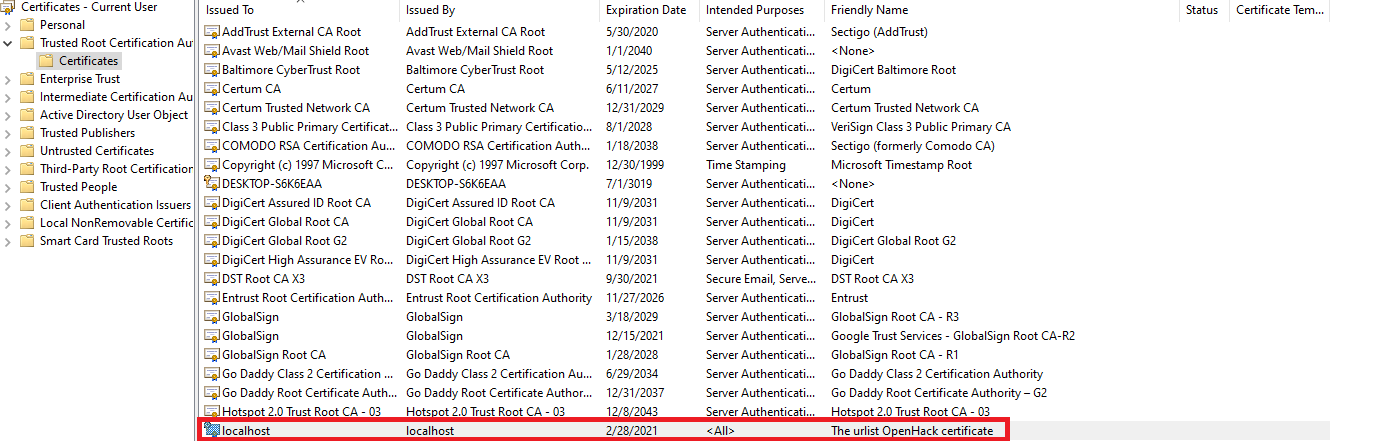 Certificates - Current User
Personal
Trusted Root Certification Aut
Certificates
Enterprise Trust
Intermediate Certification Au
Active Directory User Object
Trusted Publishers
Untrusted Certificates
Third-Party Root Certification
Trusted People
Client Authentication Issuers
Local NonRemovable Certific
Smart Card Trusted Roots
Issued To Issued By Expiration Date Intended Purposes Friendly Name Status Certificate Tem...
AddTrust External CA Root AddTrust External CA Root 5/30/2020 Server Authenticati... Sectigo (AddTrust)
Avast Web/Mail Shield Root Avast Web/Mail Shield Root 1/1/2040 Server Authenticati... <None>
Baltimore CyberTrust Root Baltimore CyberTrust Root 5/12/2025 Server Authenticati... DigiCert Baltimore Root
Certum CA Certum CA 6/11/2027 Server Authenticati... Certum
Certum Trusted Network CA Certum Trusted Network CA 12/31/2029 Server Authenticati... Certum Trusted Network CA
Class 3 Public Primary Certificat... Class 3 Public Primary Certificatio... 8/1/2028 Server Authenticati... VeriSign Class 3 Public Primary CA
COMODO RSA Certification Au... COMODO RSA Certification Auth... 1/18/2038 Server Authenticati... Sectigo (formerly Comodo CA)
Copyright (c) 1997 Microsoft C... Copyright (c) 1997 Microsoft Corp. 12/30/1999 Time Stamping Microsoft Timestamp Root
DESKTOP-S6K6EAA DESKTOP-S6K6EAA 7/1/3019 Server Authenticati... <None>
DigiCert Assured ID Root CA DigiCert Assured ID Root CA 11/9/2031 Server Authenticati... DigiCert
DigiCert Global Root CA DigiCert Global Root CA 11/9/2031 Server Authenticati... DigiCert
DigiCert Global Root G2 DigiCert Global Root G2 1/15/2038 Server Authenticati... DigiCert Global Root G2
DigiCert High Assurance EV Ro... DigiCert High Assurance EV Root ... 11/9/2031 Server Authenticati... DigiCert
DST Root CA X3 DST Root CA X3 9/30/2021 Secure Email, Serve... DST Root CA X3
Entrust Root Certification Auth... Entrust Root Certification Authority 11/27/2026 Server Authenticati... Entrust
GlobalSign GlobalSign 3/18/2029 Server Authenticati... GlobalSign Root CA - R3
GlobalSign GlobalSign 12/15/2021 Server Authenticati... Google Trust Services - GlobalSign Root CA-R2
GlobalSign Root CA GlobalSign Root CA 1/28/2028 Server Authenticati... GlobalSign Root CA - R1
Go Daddy Class 2 Certification ... Go Daddy Class 2 Certification Au... 6/29/2034 Server Authenticati... Go Daddy Class 2 Certification Authority
Go Daddy Root Certificate Auth... Go Daddy Root Certificate Author... 12/31/2037 Server Authenticati... Go Daddy Root Certificate Authority – G2
Hotspot 2.0 Trust Root CA - 03 Hotspot 2.0 Trust Root CA - 03 12/8/2043 Server Authenticati... Hotspot 2.0 Trust Root CA - 03
localhost localhost 2/28/2021 <All> The urlist OpenHack certificate